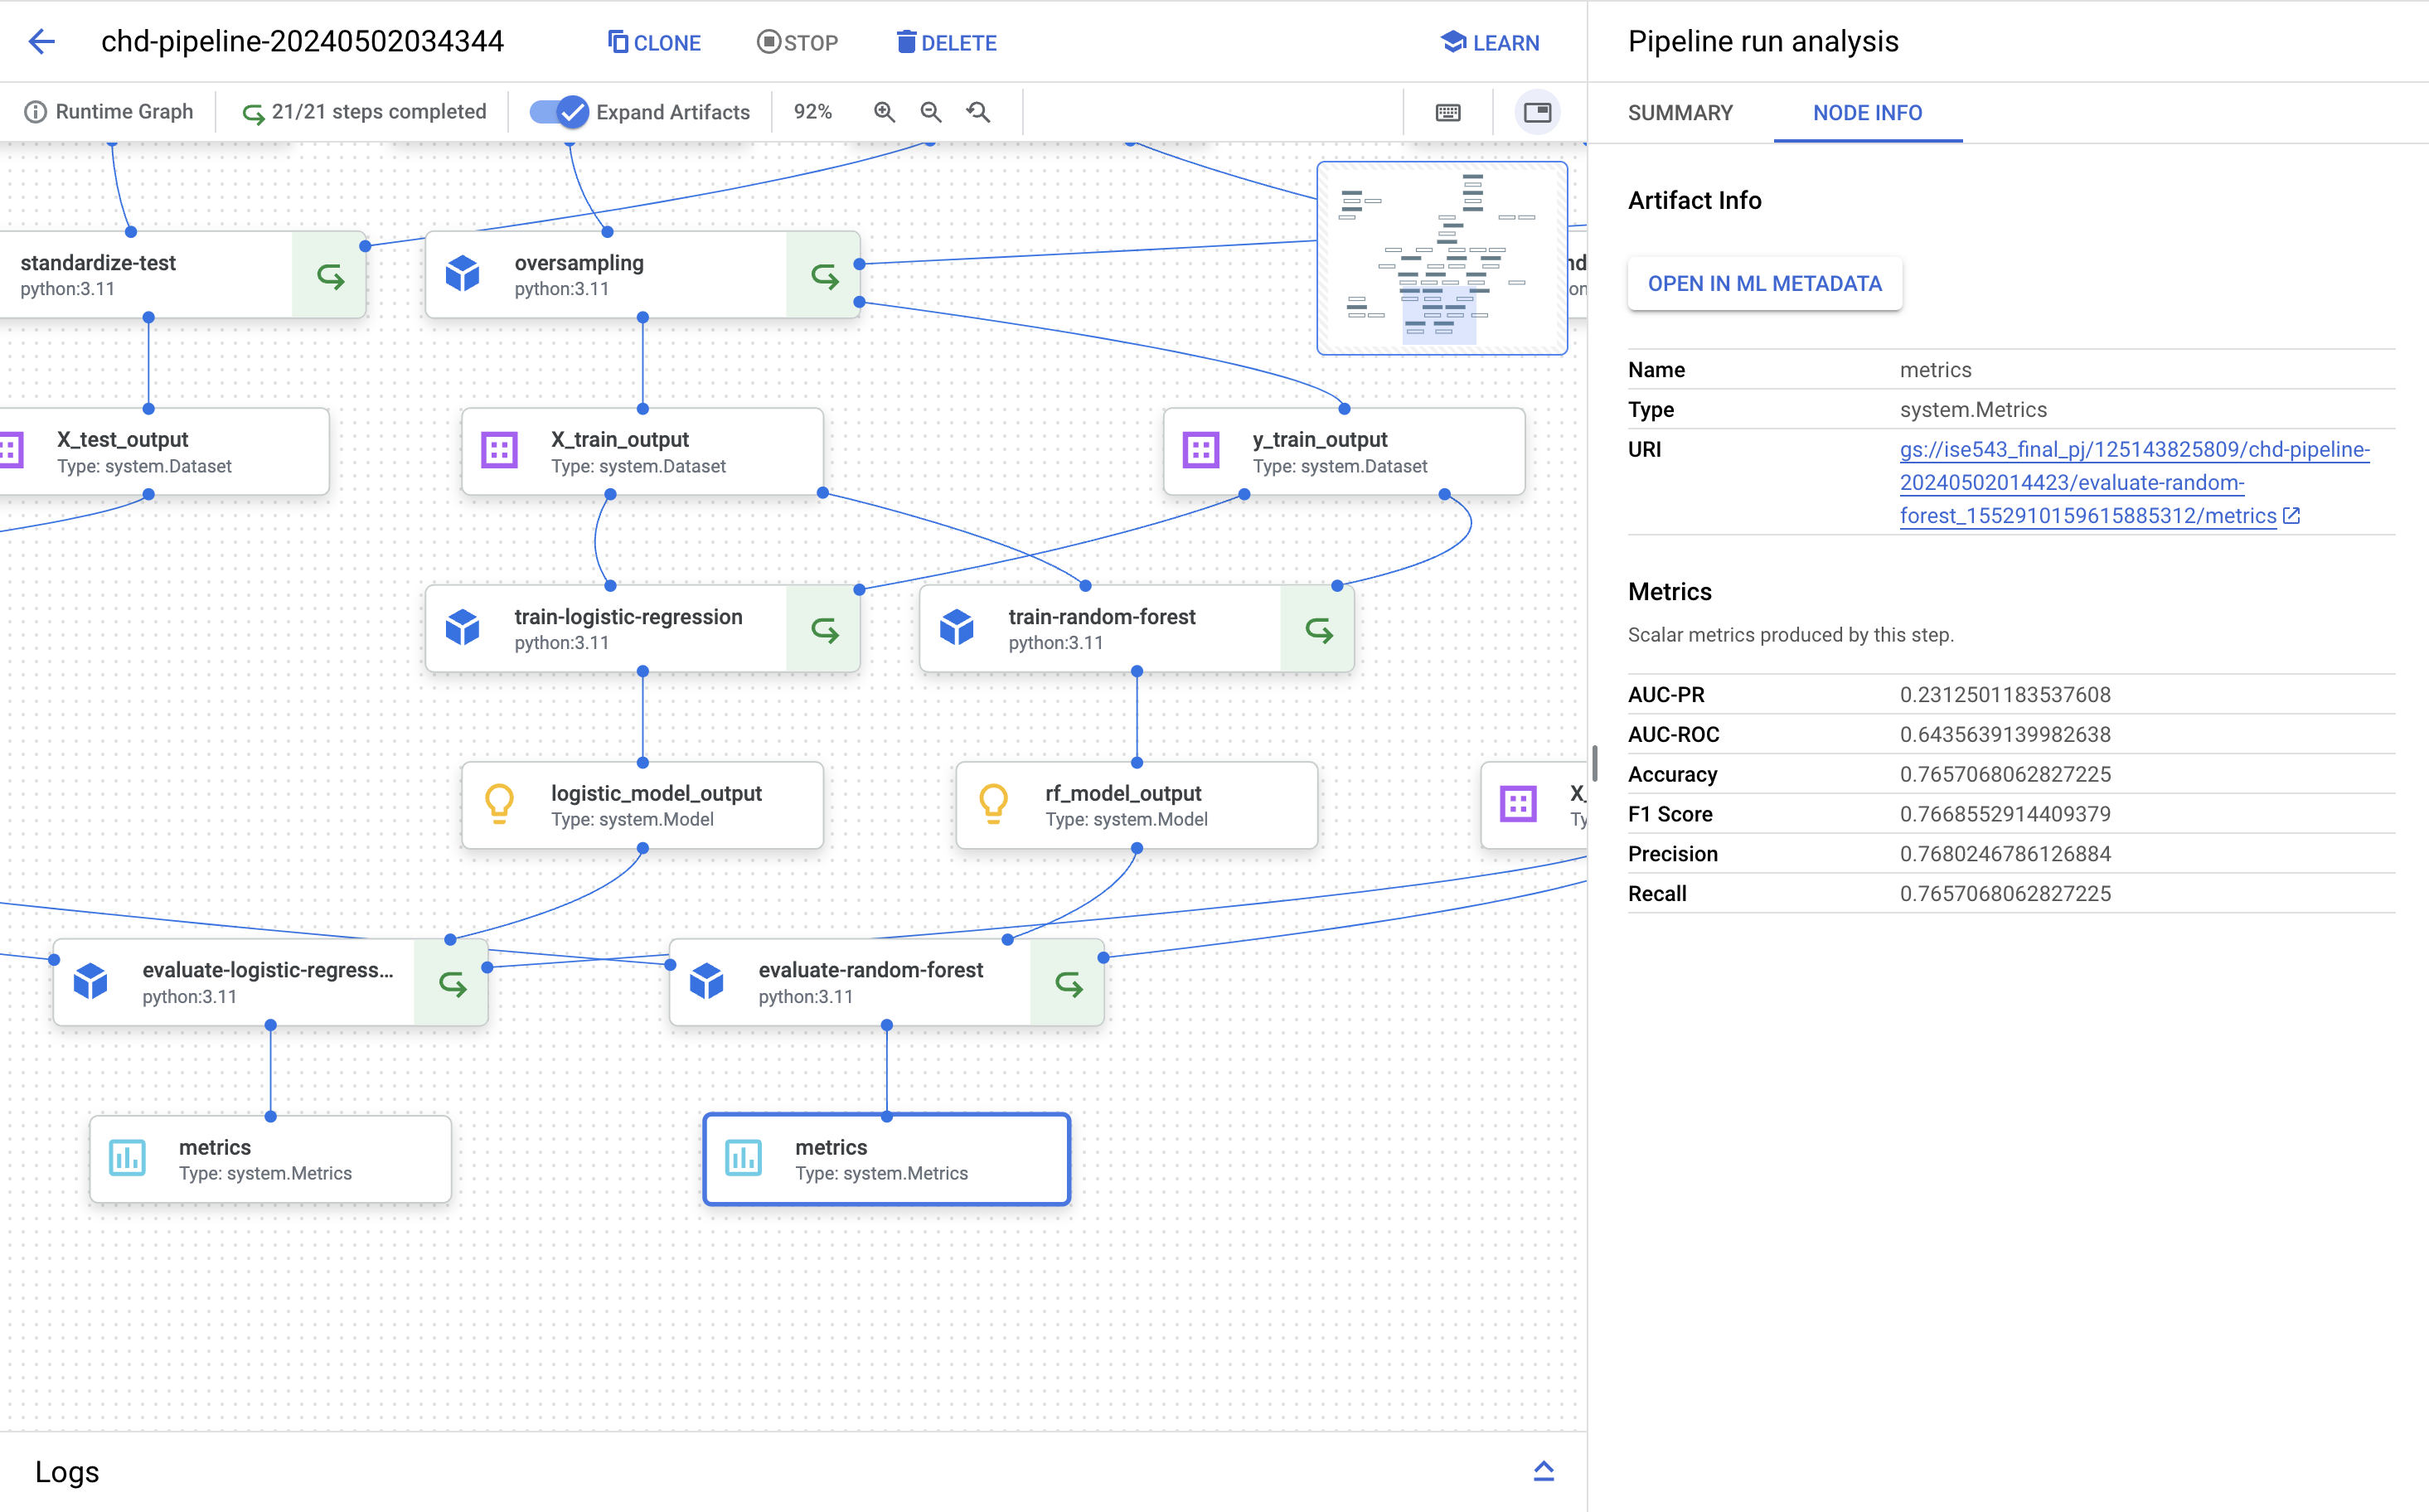 chd-pipeline-20240502034344
CLONE
STOP
DELETE
LEARN
Runtime Graph
21/21 steps completed
Expand Artifacts
92%
standardize-test
python:3.11
oversampling
python:3.11
X_test_output
Type: system.Dataset
X_train_output
Type: system.Dataset
y_train_output
Type: system.Dataset
train-logistic-regression
python:3.11
train-random-forest
python:3.11
logistic_model_output
Type: system.Model
rf_model_output
Type: system.Model
X_
Ty
evaluate-logistic-regress...
python:3.11
evaluate-random-forest
python:3.11
metrics
Type: system.Metrics
metrics
Type: system.Metrics
Logs
Pipeline run analysis
SUMMARY
NODE INFO
Artifact Info
OPEN IN ML METADATA
Name metrics
Type system.Metrics
URI gs://ise543_final_pj/125143825809/chd-pipeline-
20240502014423/evaluate-random-
forest_1552910159615885312/metrics
Metrics
Scalar metrics produced by this step.
AUC-PR 0.2312501183537608
AUC-ROC 0.6435639139982638
Accuracy 0.7657068062827225
F1 Score 0.7668552914409379
Precision 0.7680246786126884
Recall 0.7657068062827225